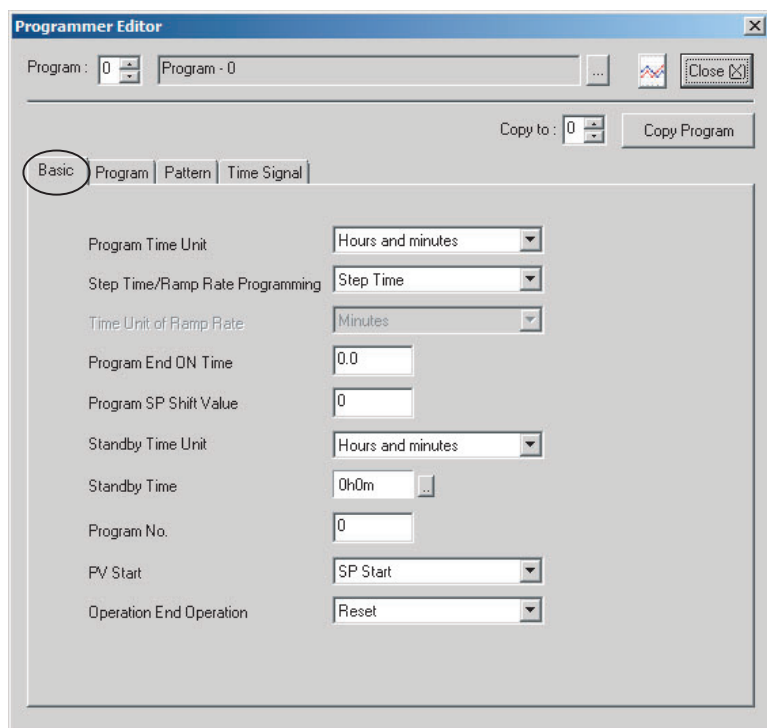 Programmer Editor
Program : 0 Program - 0 ... Close (X)
Copy to : 0 Copy Program
Basic Program Pattern Time Signal
Program Time Unit Hours and minutes
Step Time/Ramp Rate Programming Step Time
Time Unit of Ramp Rate Minutes
Program End ON Time 0.0
Program SP Shift Value 0
Standby Time Unit Hours and minutes
Standby Time 0h0m ..
Program No. 0
PV Start SP Start
Operation End Operation Reset